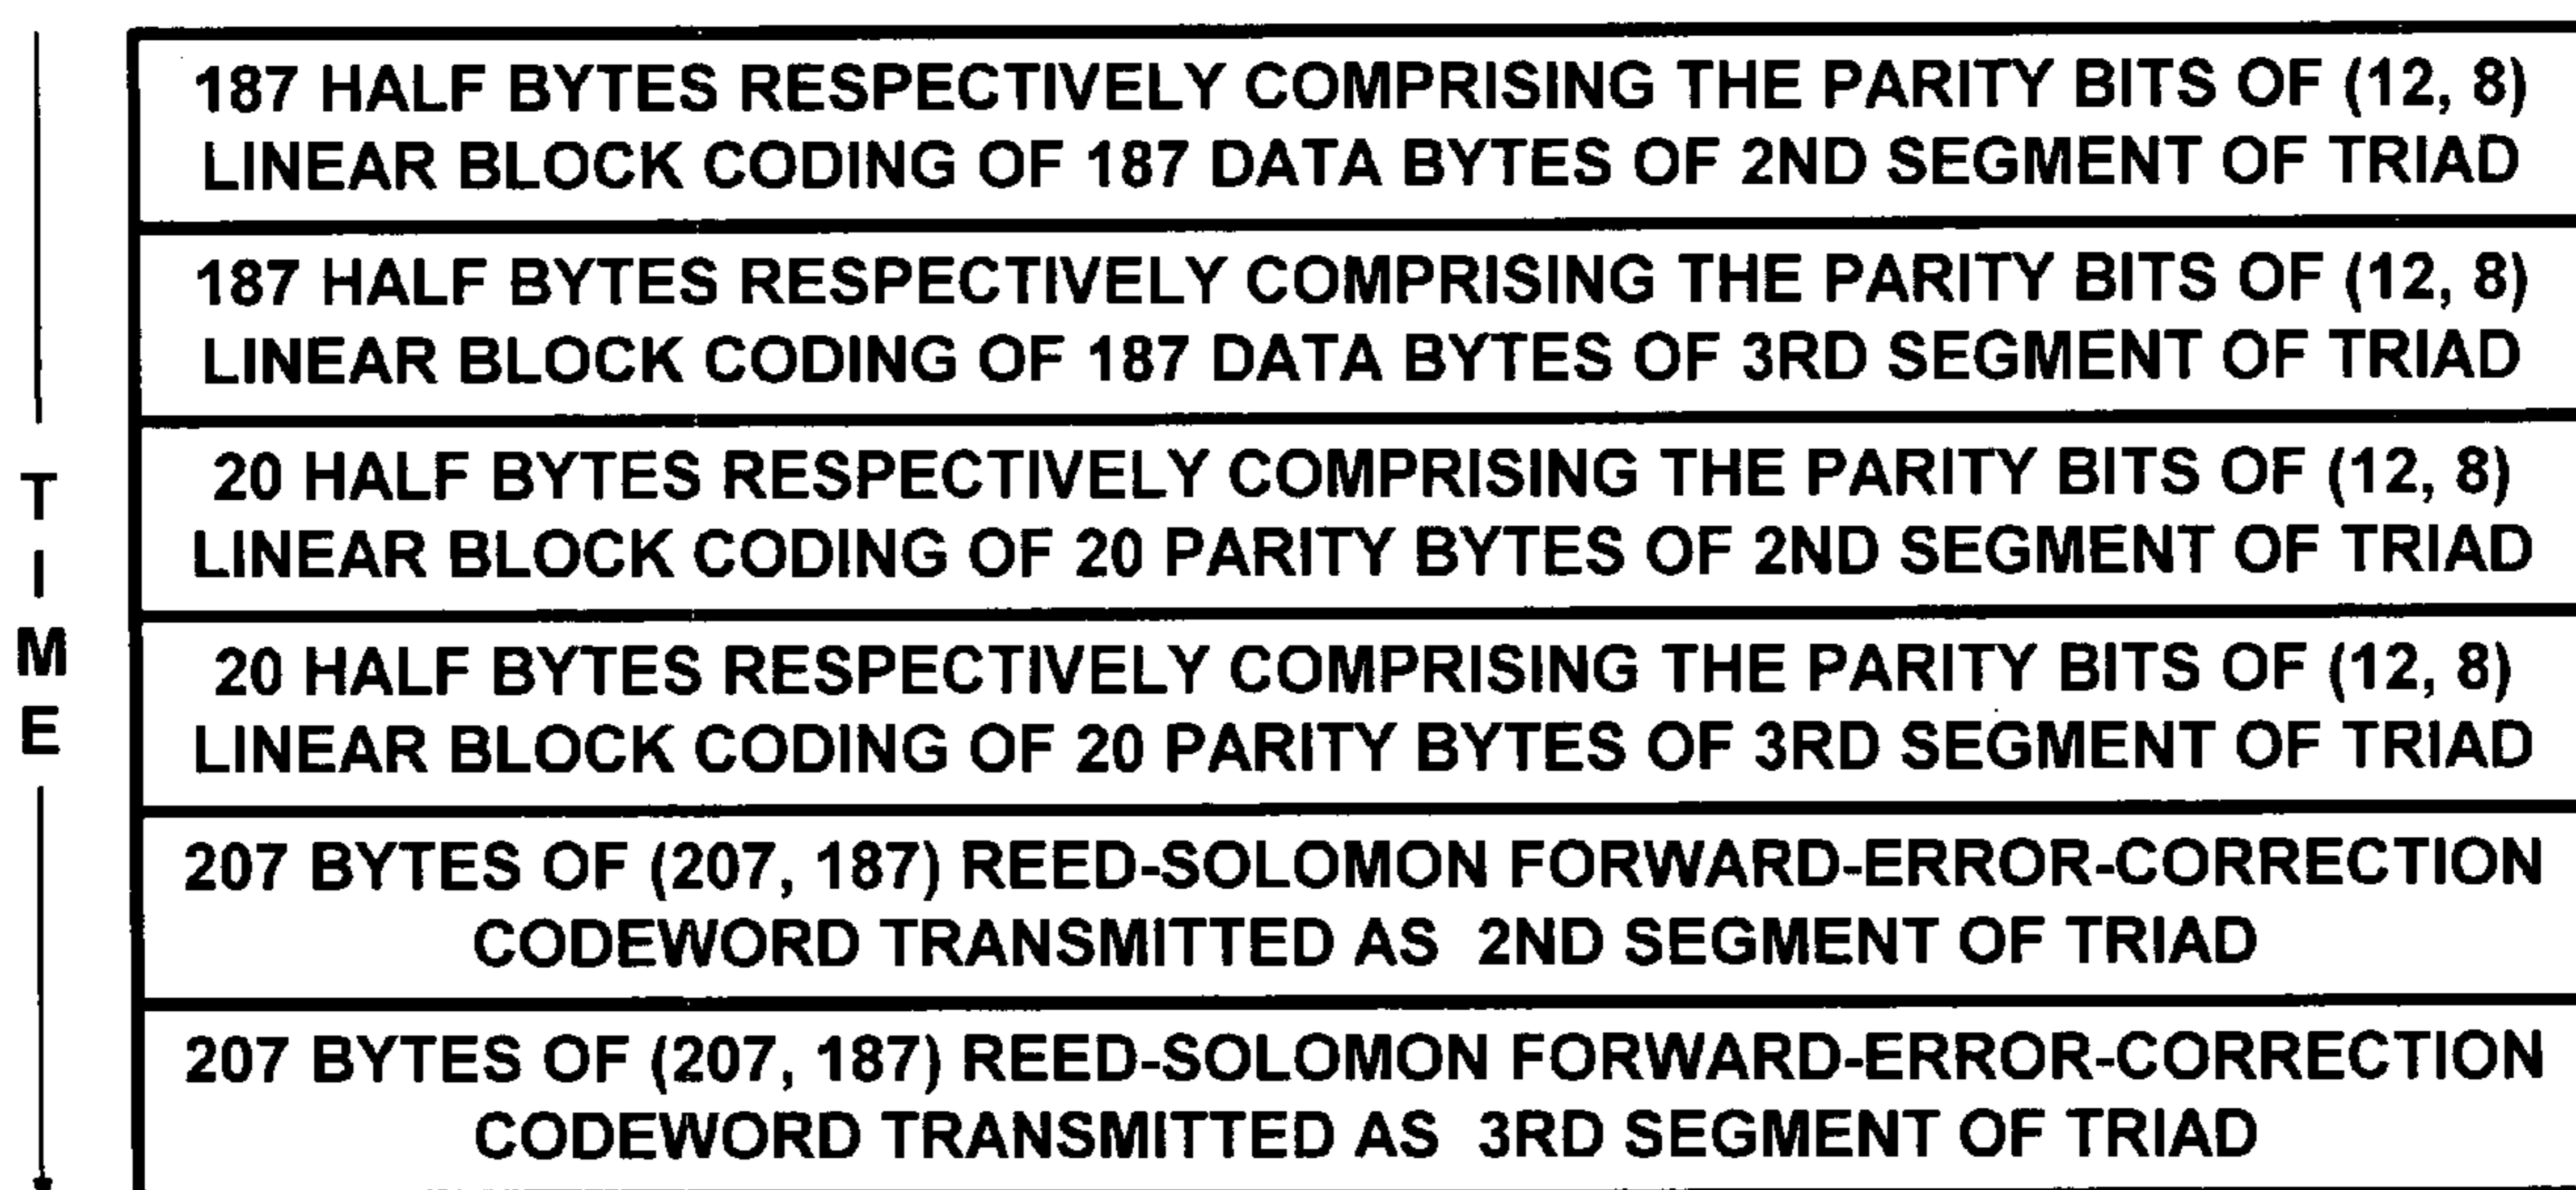 187 HALF BYTES RESPECTIVELY COMPRISING THE PARITY BITS OF (12, 8)
LINEAR BLOCK CODING OF 187 DATA BYTES OF 2ND SEGMENT OF TRIAD
187 HALF BYTES RESPECTIVELY COMPRISING THE PARITY BITS OF (12, 8)
LINEAR BLOCK CODING OF 187 DATA BYTES OF 3RD SEGMENT OF TRIAD
20 HALF BYTES RESPECTIVELY COMPRISING THE PARITY BITS OF (12, 8)
LINEAR BLOCK CODING OF 20 PARITY BYTES OF 2ND SEGMENT OF TRIAD
20 HALF BYTES RESPECTIVELY COMPRISING THE PARITY BITS OF (12, 8)
LINEAR BLOCK CODING OF 20 PARITY BYTES OF 3RD SEGMENT OF TRIAD
207 BYTES OF (207, 187) REED-SOLOMON FORWARD-ERROR-CORRECTION
CODEWORD TRANSMITTED AS 2ND SEGMENT OF TRIAD
207 BYTES OF (207, 187) REED-SOLOMON FORWARD-ERROR-CORRECTION
CODEWORD TRANSMITTED AS 3RD SEGMENT OF TRIAD
TIME